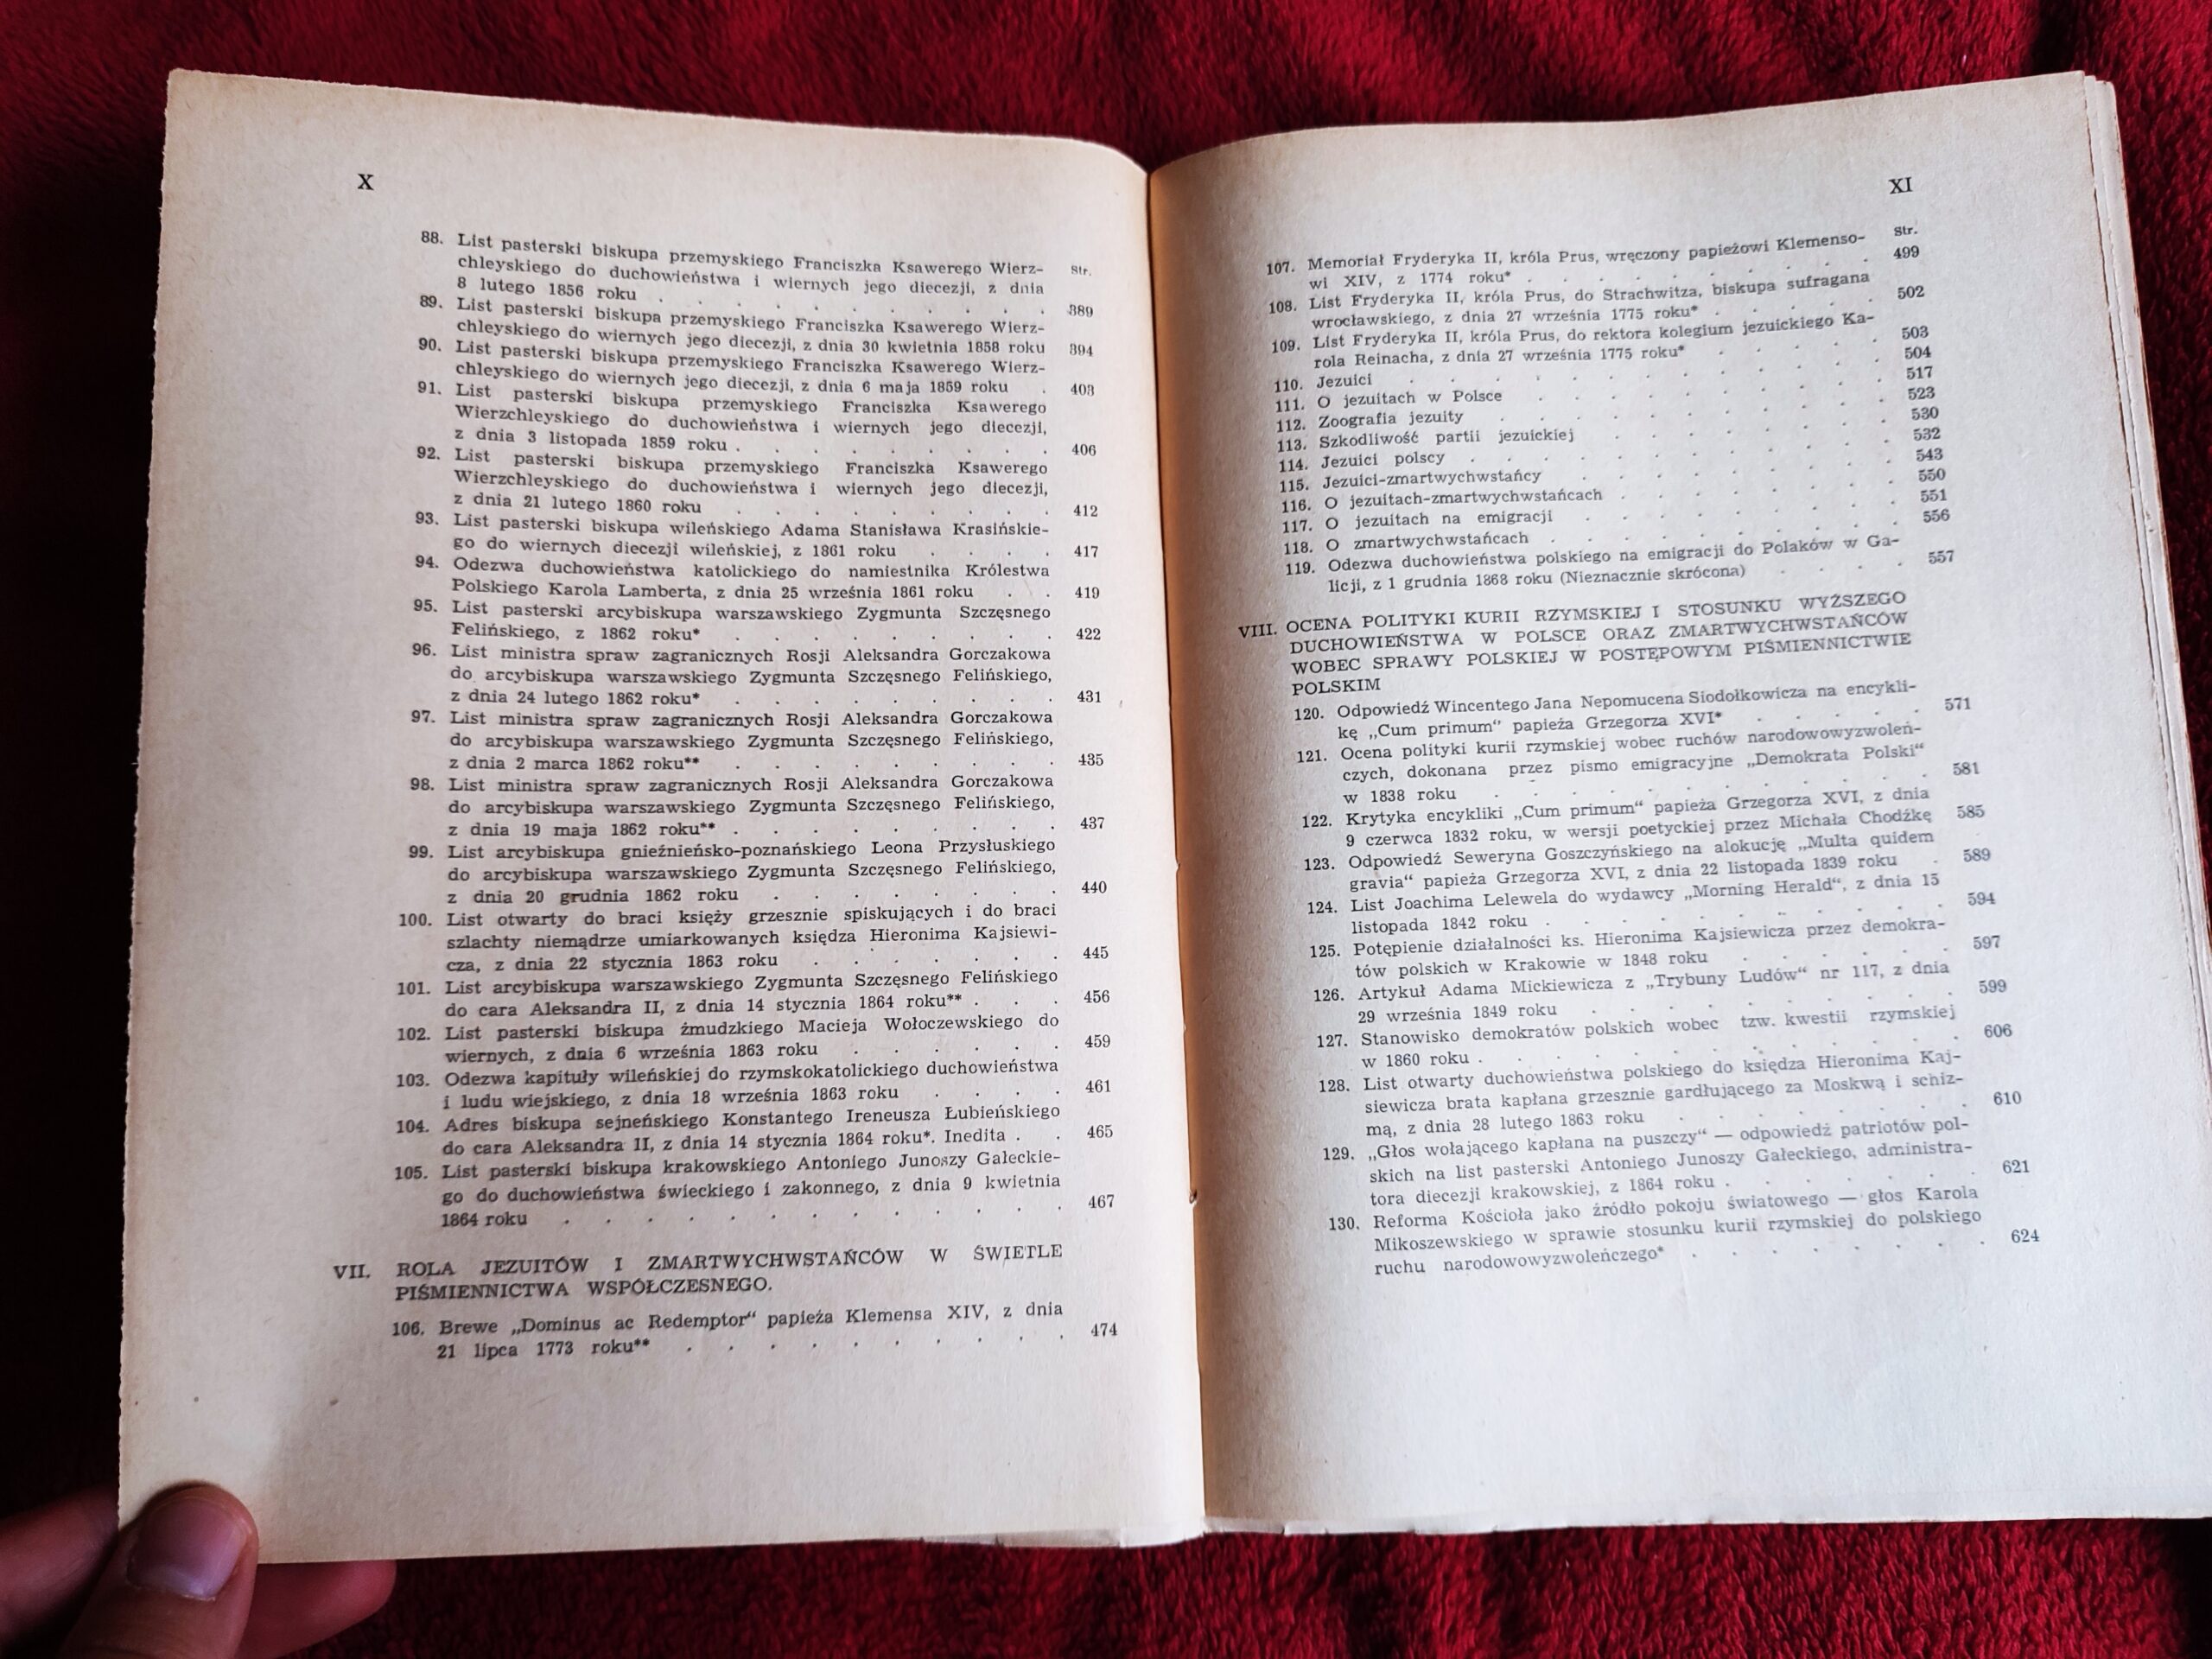 X
Str.
88. List pasterski biskupa przemyskiego Franciszka Ksawerego Wierz-
chleyskiego do duchowieństwa i wiernych jego diecezji, z dnia
8 lutego 1856 roku . . . . . . . . 389
89. List pasterski biskupa przemyskiego Franciszka Ksawerego Wierz-
chleyskiego do wiernych jego diecezji, z dnia 30 kwietnia 1858 roku 394
90. List pasterski biskupa przemyskiego Franciszka Ksawerego Wierz-
chleyskiego do wiernych jego diecezji, z dnia 6 maja 1859 roku . 403
91. List pasterski biskupa przemyskiego Franciszka Ksawerego
Wierzchleyskiego do duchowieństwa i wiernych jego diecezji,
z dnia 3 listopada 1859 roku . . . . . . . . 406
92. List pasterski biskupa przemyskiego Franciszka Ksawerego
Wierzchleyskiego do duchowieństwa i wiernych jego diecezji,
z dnia 21 lutego 1860 roku . . . . . . . . 412
93. List pasterski biskupa wileńskiego Adama Stanisława Krasińskie-
go do wiernych diecezji wileńskiej, z 1861 roku . . . . 417
94. Odezwa duchowieństwa katolickiego do namiestnika Królestwa
Polskiego Karola Lamberta, z dnia 25 września 1861 roku . . 419
95. List pasterski arcybiskupa warszawskiego Zygmunta Szczęsnego
Felińskiego, z 1862 roku* . . . . . . . . 422
96. List ministra spraw zagranicznych Rosji Aleksandra Gorczakowa
do arcybiskupa warszawskiego Zygmunta Szczęsnego Felińskiego,
z dnia 24 lutego 1862 roku* . . . . . . . . 431
97. List ministra spraw zagranicznych Rosji Aleksandra Gorczakowa
do arcybiskupa warszawskiego Zygmunta Szczęsnego Felińskiego,
z dnia 2 marca 1862 roku** . . . . . . . . 435
98. List ministra spraw zagranicznych Rosji Aleksandra Gorczakowa
do arcybiskupa warszawskiego Zygmunta Szczęsnego Felińskiego,
z dnia 19 maja 1862 roku** . . . . . . . . 437
99. List arcybiskupa gnieźnieńsko-poznańskiego Leona Przysłuskiego
do arcybiskupa warszawskiego Zygmunta Szczęsnego Felińskiego,
z dnia 20 grudnia 1862 roku . . . . . . . . 440
100. List otwarty do braci księży grzesznie spiskujących i do braci
szlachty niemądrze umiarkowanych księdza Hieronima Kajsiewi-
cza, z dnia 22 stycznia 1863 roku . . . . . . . 445
101. List arcybiskupa warszawskiego Zygmunta Szczęsnego Felińskiego
do cara Aleksandra II, z dnia 14 stycznia 1864 roku** . . . 456
102. List pasterski biskupa żmudzkiego Macieja Wołoczewskiego do
wiernych, z dnia 6 września 1863 roku . . . . . . 459
103. Odezwa kapituły wileńskiej do rzymskokatolickiego duchowieństwa
i ludu wiejskiego, z dnia 18 września 1863 roku . . . . 461
104. Adres biskupa sejneńskiego Konstantego Ireneusza Łubieńskiego
do cara Aleksandra II, z dnia 14 stycznia 1864 roku*. Inedita . . 465
105. List pasterski biskupa krakowskiego Antoniego Junoszy Gałeckie-
go do duchowieństwa świeckiego i zakonnego, z dnia 9 kwietnia
1864 roku . . . . . . . . . . . . . 467
VII. ROLA JEZUITÓW I ZMARTWYCHWSTAŃCÓW W ŚWIETLE
PIŚMIENNICTWA WSPÓŁCZESNEGO.
106. Brewe „Dominus ac Redemptor“ papieża Klemensa XIV, z dnia
21 lipca 1773 roku** . . . . . . . . . . 474
XI
Str.
107. Memoriał Fryderyka II, króla Prus, wręczony papieżowi Klemenso-
wi XIV, z 1774 roku* . . . . . . . . . 499
108. List Fryderyka II, króla Prus, do Strachwitza, biskupa sufragana
wrocławskiego, z dnia 27 września 1775 roku* . . . . . 502
109. List Fryderyka II, króla Prus, do rektora kolegium jezuickiego Ka-
rola Reinacha, z dnia 27 września 1775 roku* . . . . . 503
110. Jezuici . . . . . . . . . . . . 504
111. O jezuitach w Polsce . . . . . . . . . 517
112. Zoografia jezuity . . . . . . . . . . 523
113. Szkodliwość partii jezuickiej . . . . . . . . 530
114. Jezuici polscy . . . . . . . . . . . 532
115. Jezuici-zmartwychwstańcy . . . . . . . . 543
116. O jezuitach-zmartwychwstańcach . . . . . . . 550
117. O jezuitach na emigracji . . . . . . . . 551
118. O zmartwychwstańcach . . . . . . . . . 556
119. Odezwa duchowieństwa polskiego na emigracji do Polaków w Ga-
licji, z 1 grudnia 1868 roku (Nieznacznie skrócona) . . . . 557
VIII. OCENA POLITYKI KURII RZYMSKIEJ I STOSUNKU WYŻSZEGO
DUCHOWIEŃSTWA W POLSCE ORAZ ZMARTWYCHWSTAŃCÓW
WOBEC SPRAWY POLSKIEJ W POSTĘPOWYM PIŚMIENNICTWIE
POLSKIM
120. Odpowiedź Wincentego Jana Nepomucena Siodołkowicza na encykli-
kę „Cum primum“ papieża Grzegorza XVI* . . . . . 571
121. Ocena polityki kurii rzymskiej wobec ruchów narodowowyzwoleń-
czych, dokonana przez pismo emigracyjne „Demokrata Polski“
w 1838 roku . . . . . . . . . . . 581
122. Krytyka encykliki „Cum primum“ papieża Grzegorza XVI, z dnia
9 czerwca 1832 roku, w wersji poetyckiej przez Michała Chodźkę 585
123. Odpowiedź Seweryna Goszczyńskiego na alokucję „Multa quidem
gravia“ papieża Grzegorza XVI, z dnia 22 listopada 1839 roku . 589
124. List Joachima Lelewela do wydawcy „Morning Herald“, z dnia 15
listopada 1842 roku . . . . . . . . . . 594
125. Potępienie działalności ks. Hieronima Kajsiewicza przez demokra-
tów polskich w Krakowie w 1848 roku . . . . . . 597
126. Artykuł Adama Mickiewicza z „Trybuny Ludów“ nr 117, z dnia
29 września 1849 roku . . . . . . . . . 599
127. Stanowisko demokratów polskich wobec tzw. kwestii rzymskiej
w 1860 roku . . . . . . . . . . . . 606
128. List otwarty duchowieństwa polskiego do księdza Hieronima Kaj-
siewicza brata kapłana grzesznie gardłującego za Moskwą i schiz-
mą, z dnia 28 lutego 1863 roku . . . . . . . . 610
129. „Głos wołającego kapłana na puszczy“ — odpowiedź patriotów pol-
skich na list pasterski Antoniego Junoszy Gałeckiego, administra-
tora diecezji krakowskiej, z 1864 roku . . . . . . . 621
130. Reforma Kościoła jako źródło pokoju światowego — głos Karola
Mikoszewskiego w sprawie stosunku kurii rzymskiej do polskiego
ruchu narodowowyzwoleńczego* . . . . . . . . 624